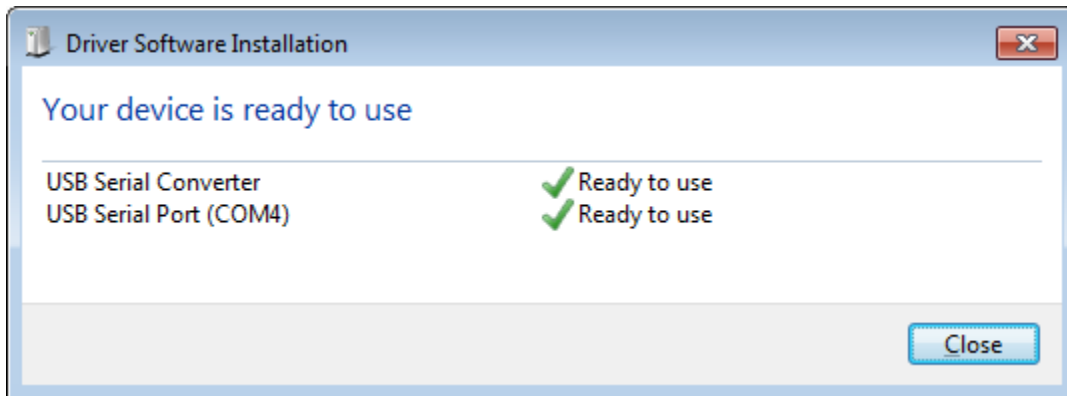 Driver Software Installation
Your device is ready to use
USB Serial Converter Ready to use
USB Serial Port (COM4) Ready to use
Close